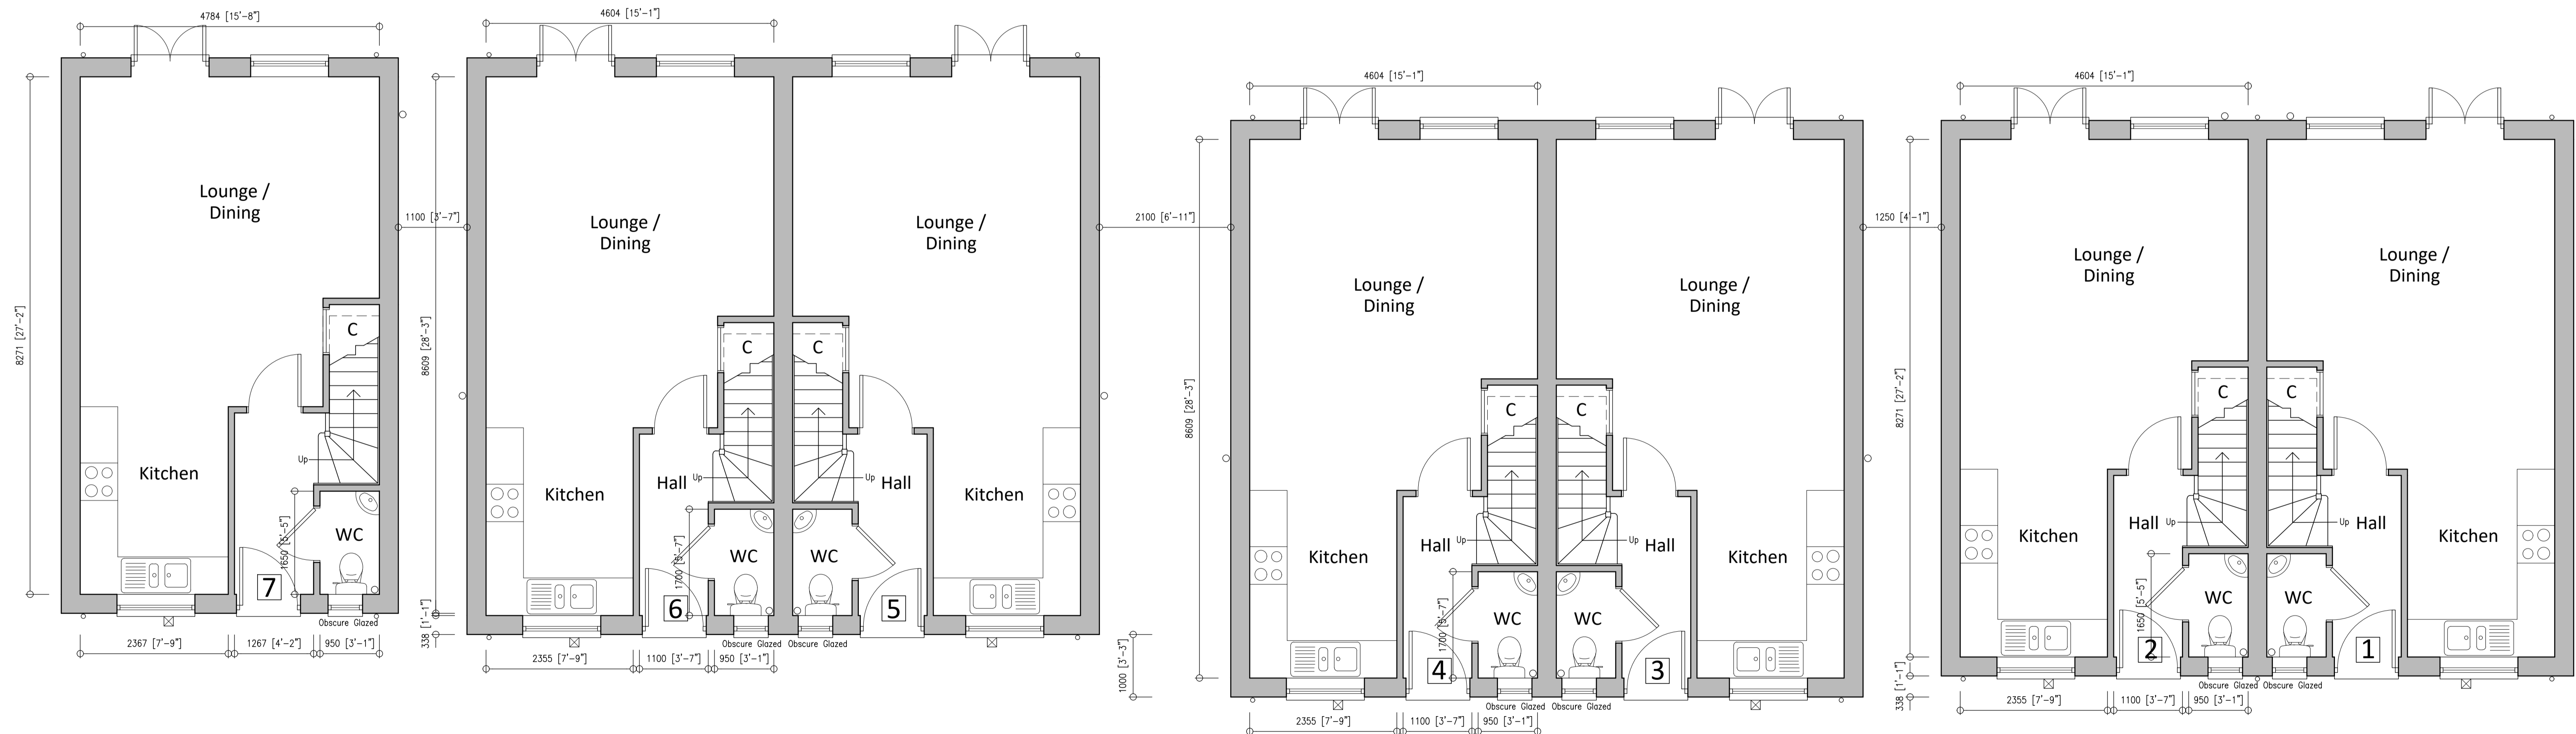 4784 [15'-8"]
8271 [27'-2"]
Lounge /
Dining
C
Up
Kitchen
1650 [5'-5"]
WC
7
Obscure Glazed
2367 [7'-9"]
1267 [4'-2"]
950 [3'-1"]
1100 [3'-7"]
4604 [15'-1"]
8609 [28'-3"]
338 [1'-1"]
Lounge /
Dining
Lounge /
Dining
C
C
Kitchen
Hall
Up
Up
Hall
Kitchen
1700 [5'-7"]
WC
WC
6
5
Obscure Glazed
Obscure Glazed
2355 [7'-9"]
1100 [3'-7"]
950 [3'-1"]
1000 [3'-3"]
2100 [6'-11"]
4604 [15'-1"]
8609 [28'-3"]
Lounge /
Dining
Lounge /
Dining
C
C
Kitchen
Hall
Up
Up
Hall
Kitchen
1700 [5'-7"]
WC
WC
4
3
Obscure Glazed
Obscure Glazed
2355 [7'-9"]
1100 [3'-7"]
950 [3'-1"]
1250 [4'-1"]
4604 [15'-1"]
8271 [27'-2"]
338 [1'-1"]
Lounge /
Dining
Lounge /
Dining
C
C
Kitchen
Hall
Up
Up
Hall
Kitchen
1650 [5'-5"]
WC
WC
2
1
Obscure Glazed
Obscure Glazed
2355 [7'-9"]
1100 [3'-7"]
950 [3'-1"]